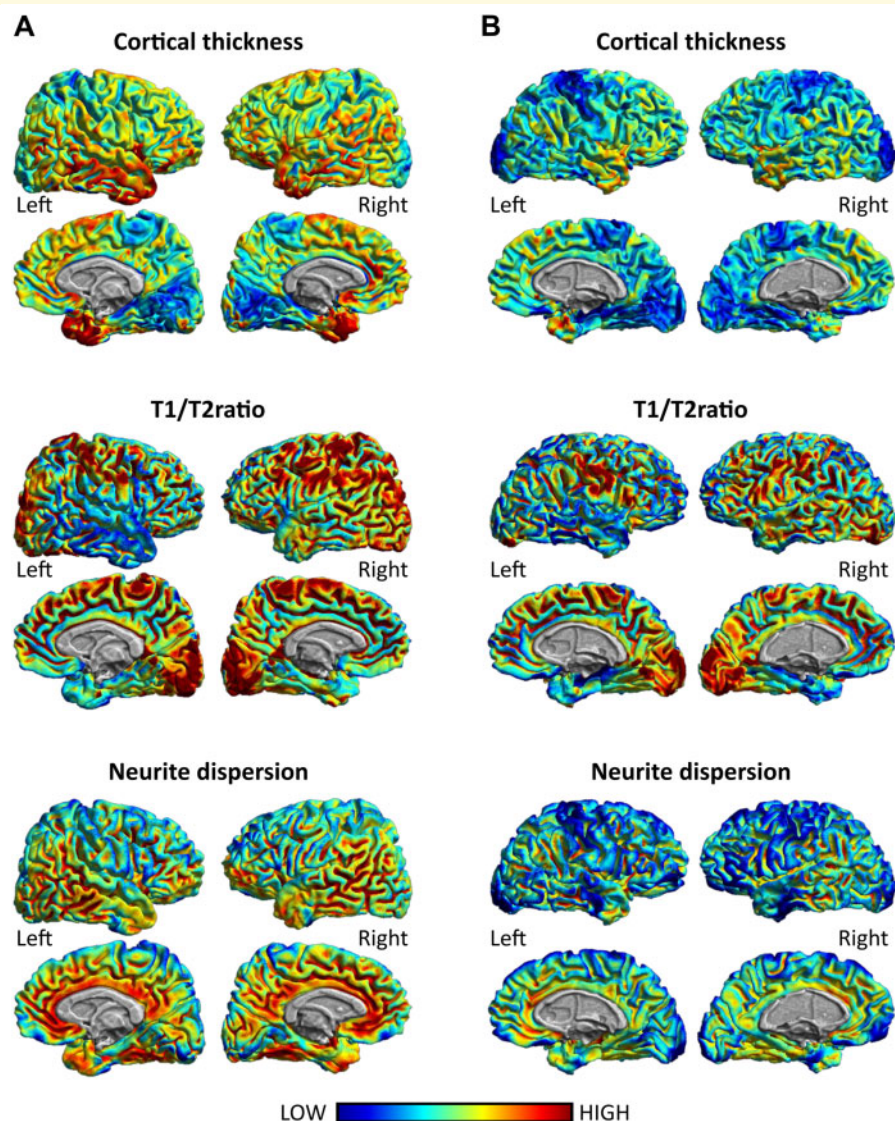 A
B
Cortical thickness
Cortical thickness
Left
Right
Left
Right
T1/T2ratio
T1/T2ratio
Left
Right
Left
Right
Neurite dispersion
Neurite dispersion
Left
Right
Left
Right
LOW
HIGH